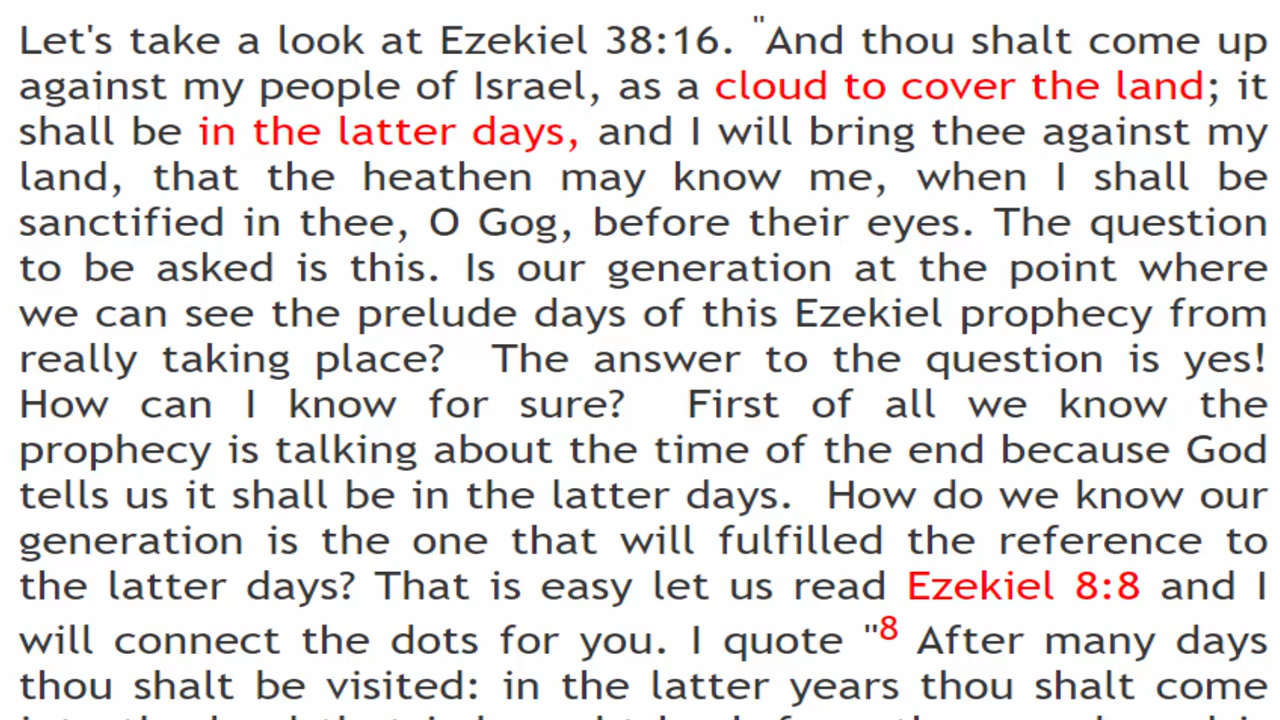 Let's take a look at Ezekiel 38:16. "And thou shalt come up
against my people of Israel, as a cloud to cover the land; it
shall be in the latter days, and I will bring thee against my
land, that the heathen may know me, when I shall be
sanctified in thee, O Gog, before their eyes. The question
to be asked is this. Is our generation at the point where
we can see the prelude days of this Ezekiel prophecy from
really taking place? The answer to the question is yes!
How can I know for sure? First of all we know the
prophecy is talking about the time of the end because God
tells us it shall be in the latter days. How do we know our
generation is the one that will fulfilled the reference to
the latter days? That is easy let us read Ezekiel 8:8 and I
will connect the dots for you. I quote "8 After many days
thou shalt be visited: in the latter years thou shalt come